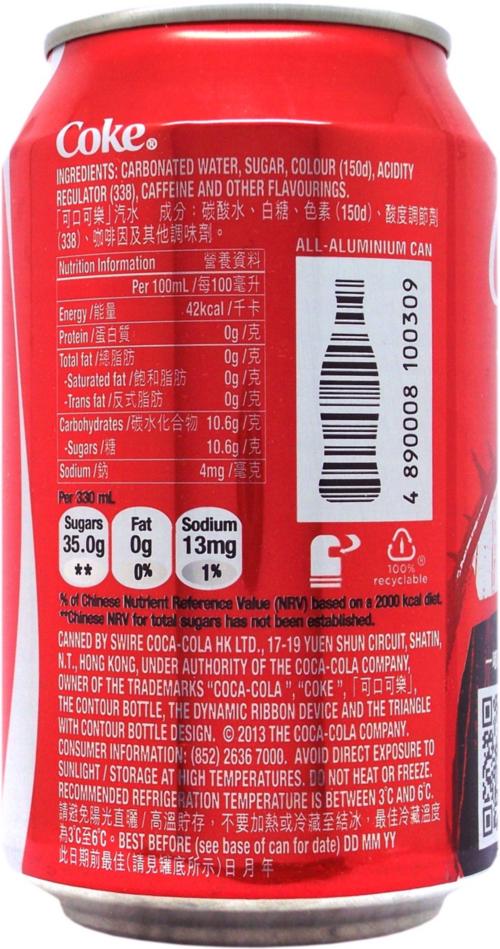 Coke®
INGREDIENTS: CARBONATED WATER, SUGAR, COLOUR (150d), ACIDITY
REGULATOR (338), CAFFEINE AND OTHER FLAVOURINGS.
「可口可樂」汽水 成分：碳酸水、白糖、色素 (150d)、酸度調節劑
(338)、咖啡因及其他調味劑。
ALL-ALUMINIUM CAN
Nutrition Information 營養資料
Per 100mL /每100毫升
Energy /能量 42kcal /千卡
Protein /蛋白質 0g /克
Total fat /總脂肪 0g /克
-Saturated fat /飽和脂肪 0g /克
-Trans fat /反式脂肪 0g /克
Carbohydrates /碳水化合物 10.6g /克
-Sugars /糖 10.6g /克
Sodium /鈉 4mg /毫克
4 890008 100309
Per 330 mL
Sugars 35.0g **
Fat 0g 0%
Sodium 13mg 1%
100%
recyclable
% of Chinese Nutrient Reference Value (NRV) based on a 2000 kcal diet.
**Chinese NRV for total sugars has not been established.
CANNED BY SWIRE COCA-COLA HK LTD., 17-19 YUEN SHUN CIRCUIT, SHATIN,
N.T., HONG KONG, UNDER AUTHORITY OF THE COCA-COLA COMPANY,
OWNER OF THE TRADEMARKS "COCA-COLA", "COKE", 「可口可樂」,
THE CONTOUR BOTTLE, THE DYNAMIC RIBBON DEVICE AND THE TRIANGLE
WITH CONTOUR BOTTLE DESIGN. © 2013 THE COCA-COLA COMPANY.
CONSUMER INFORMATION: (852) 2636 7000. AVOID DIRECT EXPOSURE TO
SUNLIGHT / STORAGE AT HIGH TEMPERATURES. DO NOT HEAT OR FREEZE.
RECOMMENDED REFRIGERATION TEMPERATURE IS BETWEEN 3°C AND 6°C.
請避免陽光直曬 / 高溫貯存，不要加熱或冷藏至結冰，最佳冷藏溫度
為3°C至6°C。BEST BEFORE (see base of can for date) DD MM YY
此日期前最佳(請見罐底所示)日 月 年